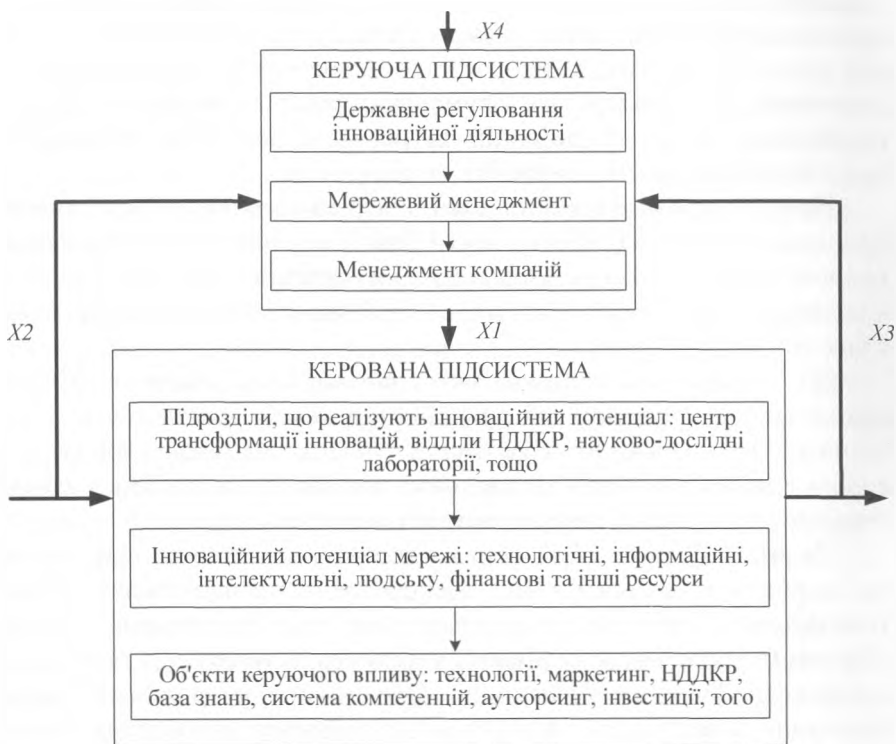 X4
КЕРУЮЧА ПІДСИСТЕМА
Державне регулювання
інноваційної діяльності
Мережевий менеджмент
Менеджмент компаній
X2
X1
X3
КЕРОВАНА ПІДСИСТЕМА
Підрозділи, що реалізують інноваційний потенціал: центр
трансформації інновацій, відділи НДДКР, науково-дослідні
лабораторії, тощо
Інноваційний потенціал мережі: технологічні, інформаційні,
інтелектуальні, людську, фінансові та інші ресурси
Об'єкти керуючого впливу: технології, маркетинг, НДДКР,
база знань, система компетенцій, аутсорсинг, інвестиції, того